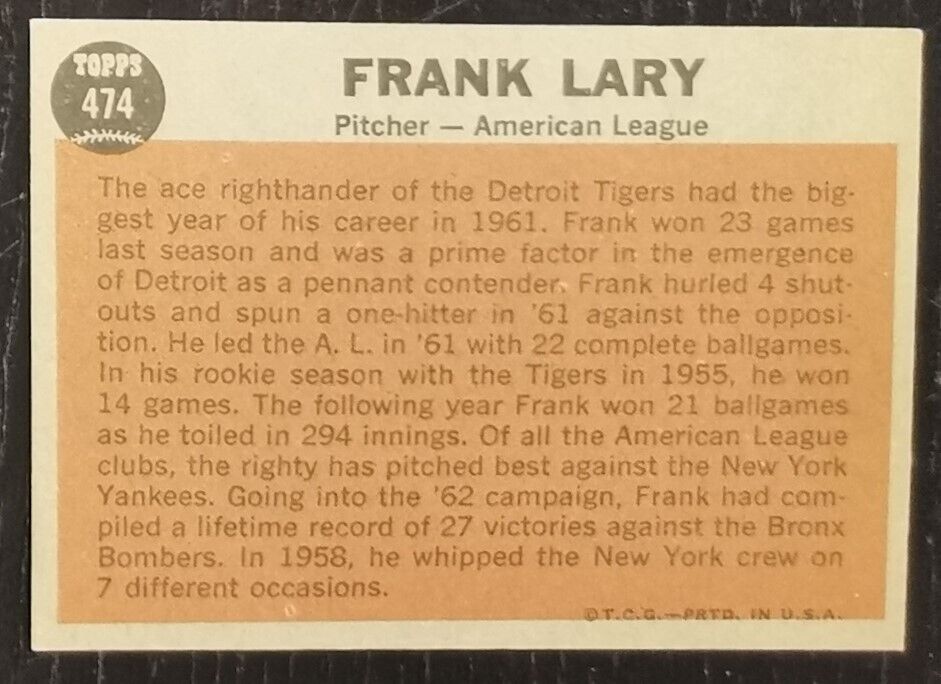 TOPPS
474
FRANK LARY
Pitcher — American League
The ace righthander of the Detroit Tigers had the big-
gest year of his career in 1961. Frank won 23 games
last season and was a prime factor in the emergence
of Detroit as a pennant contender. Frank hurled 4 shut-
outs and spun a one-hitter in '61 against the opposi-
tion. He led the A. L. in '61 with 22 complete ballgames.
In his rookie season with the Tigers in 1955, he won
14 games. The following year Frank won 21 ballgames
as he toiled in 294 innings. Of all the American League
clubs, the righty has pitched best against the New York
Yankees. Going into the '62 campaign, Frank had com-
piled a lifetime record of 27 victories against the Bronx
Bombers. In 1958, he whipped the New York crew on
7 different occasions.
©T.C.G.—PRTD. IN U.S.A.